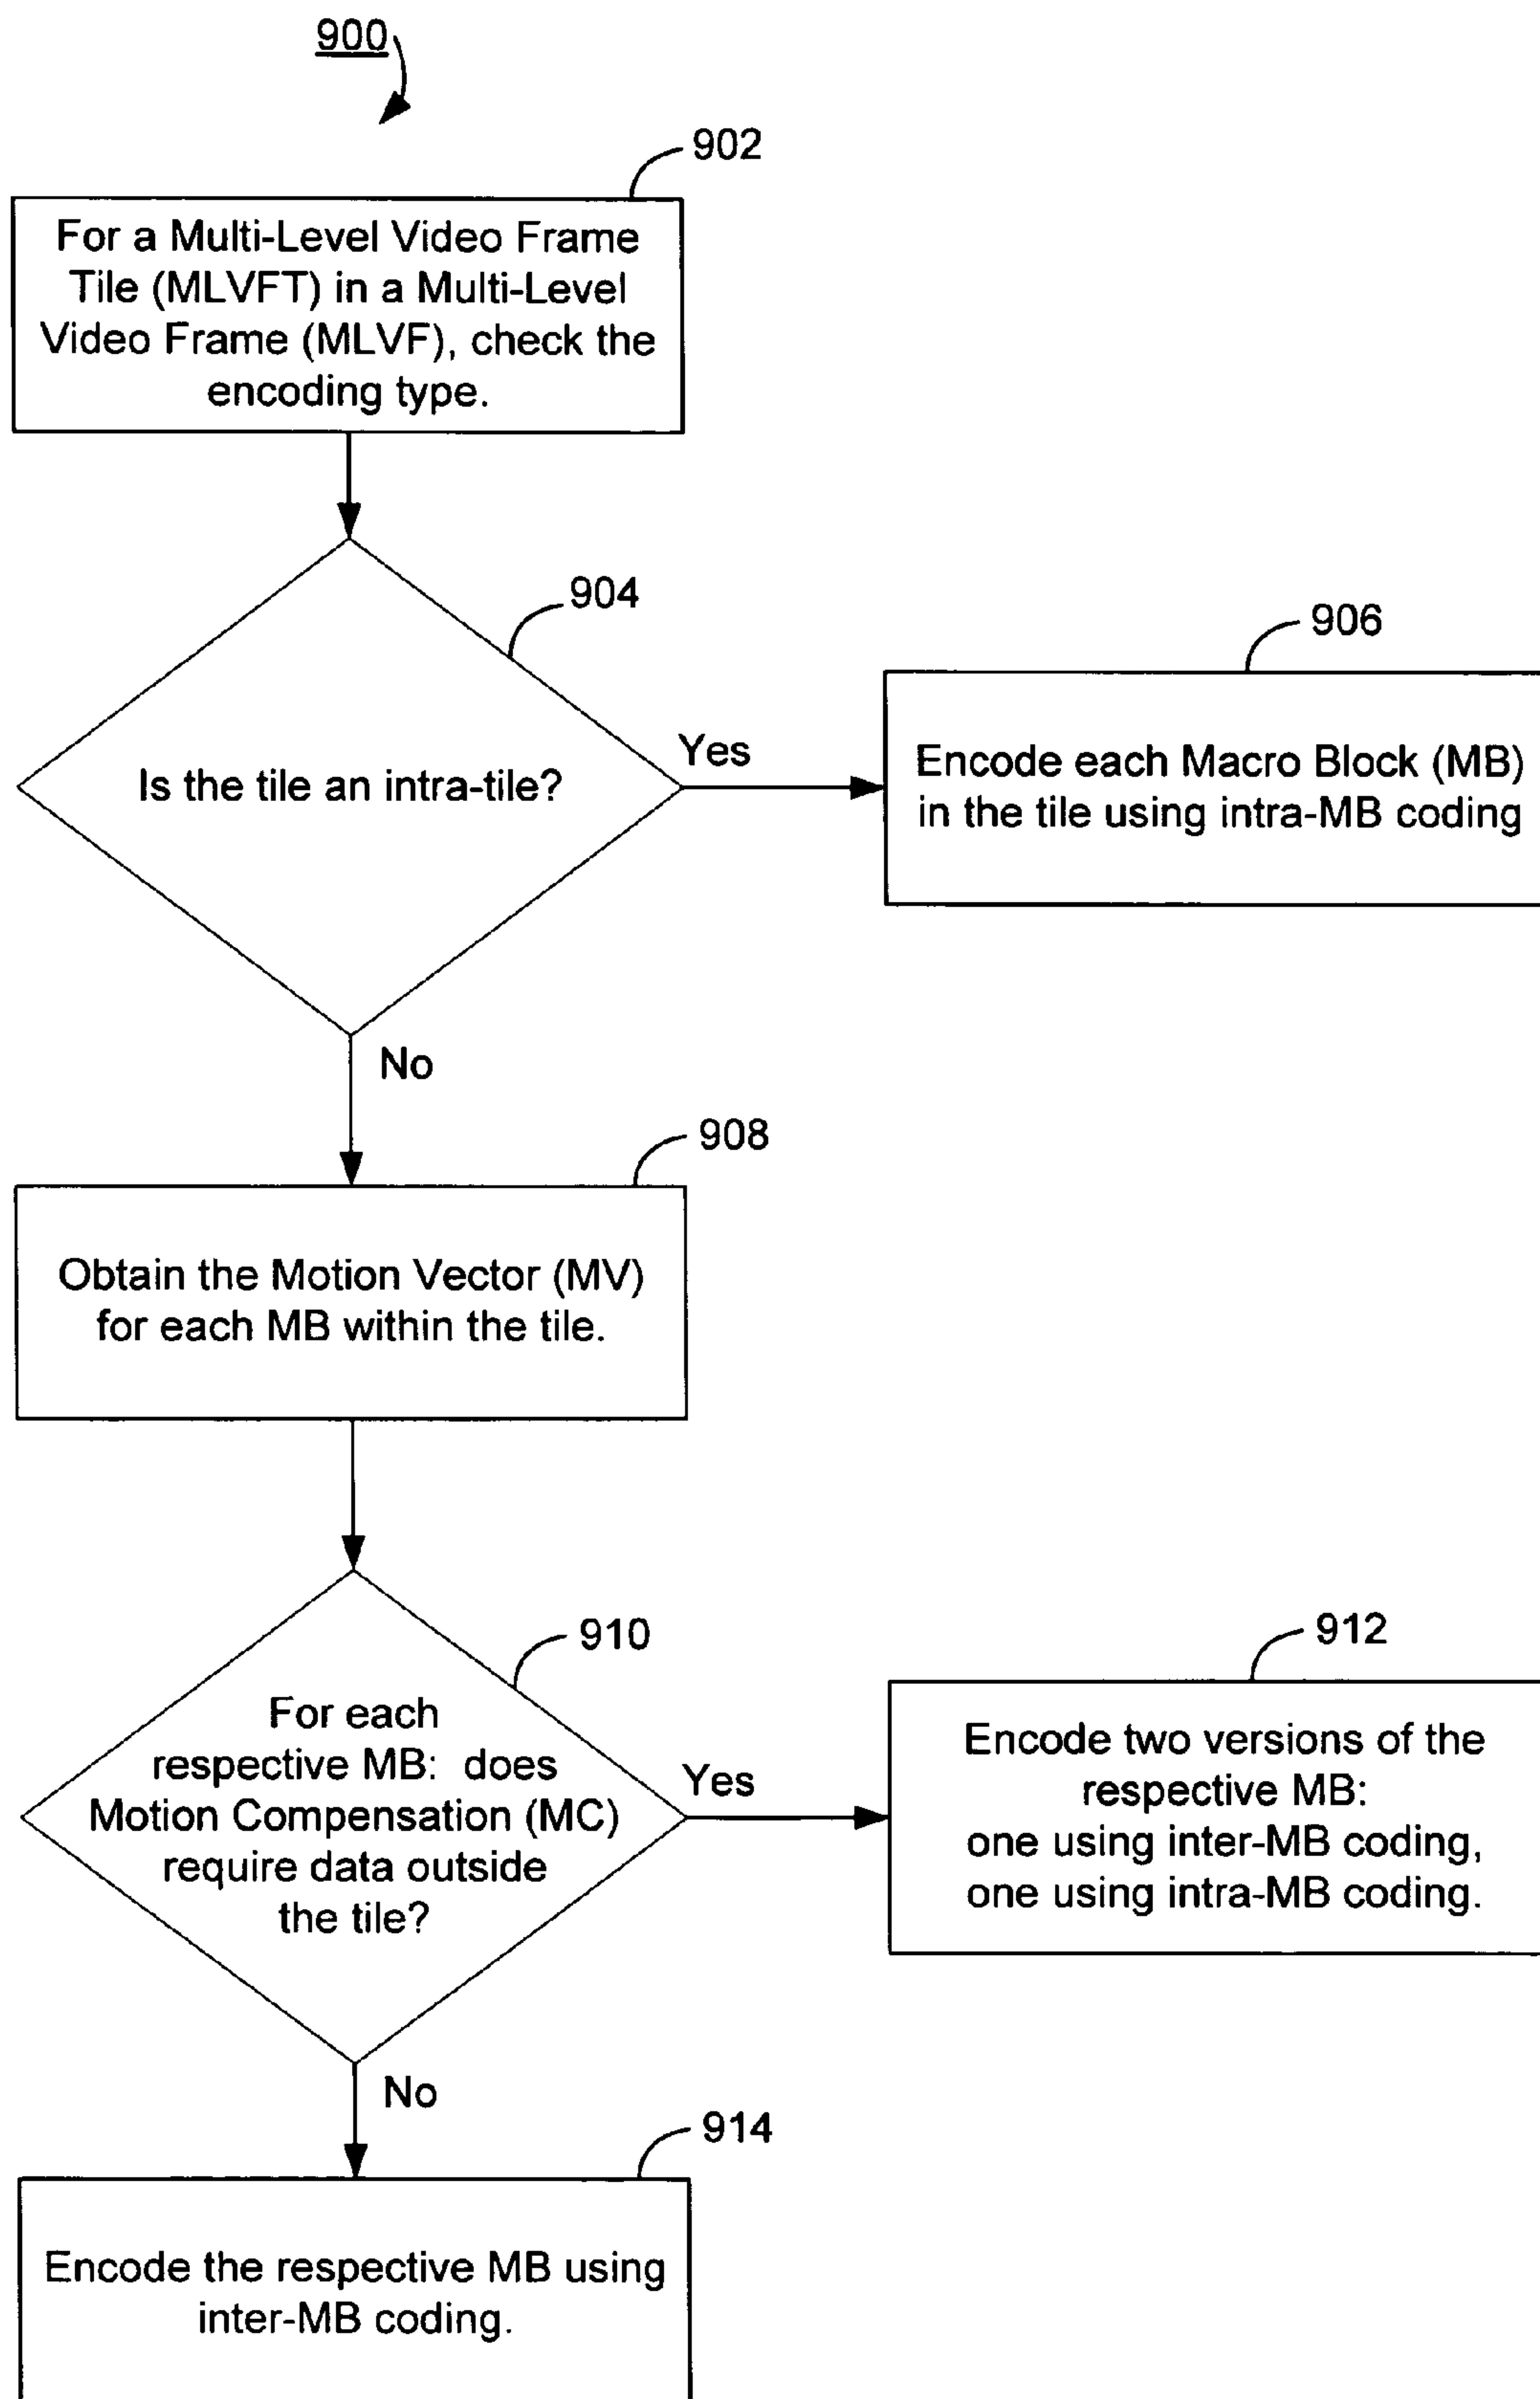 900
902
For a Multi-Level Video Frame
Tile (MLVFT) in a Multi-Level
Video Frame (MLVF), check the
encoding type.
904
Is the tile an intra-tile?
Yes
906
Encode each Macro Block (MB)
in the tile using intra-MB coding
No
908
Obtain the Motion Vector (MV)
for each MB within the tile.
910
For each
respective MB:  does
Motion Compensation (MC)
require data outside
the tile?
Yes
912
Encode two versions of the
respective MB:
one using inter-MB coding,
one using intra-MB coding.
No
914
Encode the respective MB using
inter-MB coding.